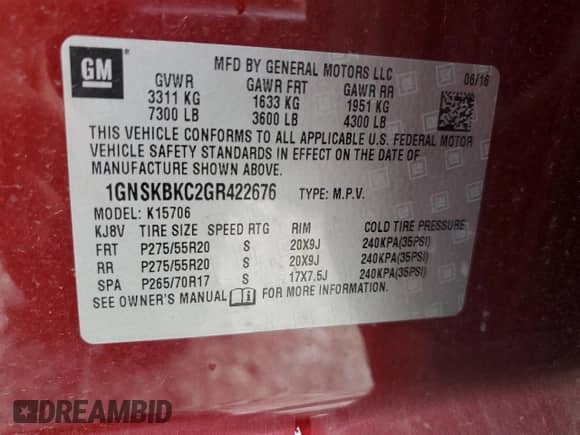 GM ®
MFD BY GENERAL MOTORS LLC 06/16
GVWR GAWR FRT GAWR RR
3311 KG 1633 KG 1951 KG
7300 LB 3600 LB 4300 LB
THIS VEHICLE CONFORMS TO ALL APPLICABLE U.S. FEDERAL MOTOR
VEHICLE SAFETY STANDARDS IN EFFECT ON THE DATE OF
MANUFACTURE SHOWN ABOVE.
1GNSKBKC2GR422676 TYPE: M.P.V.
MODEL: K15706
KJ8V TIRE SIZE SPEED RTG RIM COLD TIRE PRESSURE
FRT P275/55R20 S 20X9J 240KPA(35PSI)
RR P275/55R20 S 20X9J 240KPA(35PSI)
SPA P265/70R17 S 17X7.5J 240KPA(35PSI)
SEE OWNER'S MANUAL FOR MORE INFORMATION.
DREAMBID